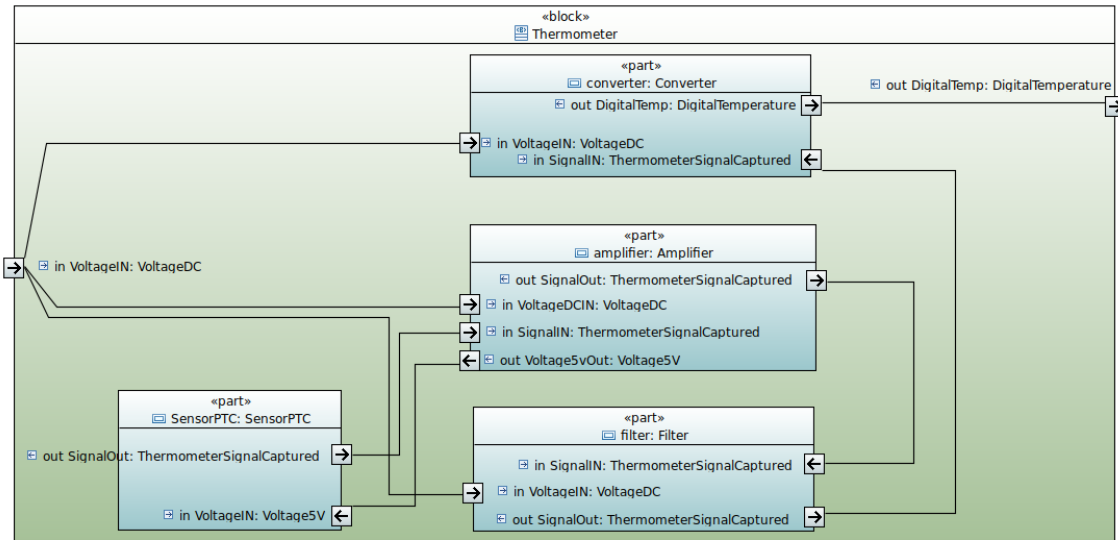 «block»
Thermometer
«part»
converter: Converter
out DigitalTemp: DigitalTemperature
out DigitalTemp: DigitalTemperature
in VoltageIN: VoltageDC
in SignalIN: ThermometerSignalCaptured
«part»
amplifier: Amplifier
in VoltageIN: VoltageDC
out SignalOut: ThermometerSignalCaptured
in VoltageDCIN: VoltageDC
in SignalIN: ThermometerSignalCaptured
out Voltage5vOut: Voltage5V
«part»
SensorPTC: SensorPTC
out SignalOut: ThermometerSignalCaptured
in VoltageIN: Voltage5V
«part»
filter: Filter
in SignalIN: ThermometerSignalCaptured
in VoltageIN: VoltageDC
out SignalOut: ThermometerSignalCaptured